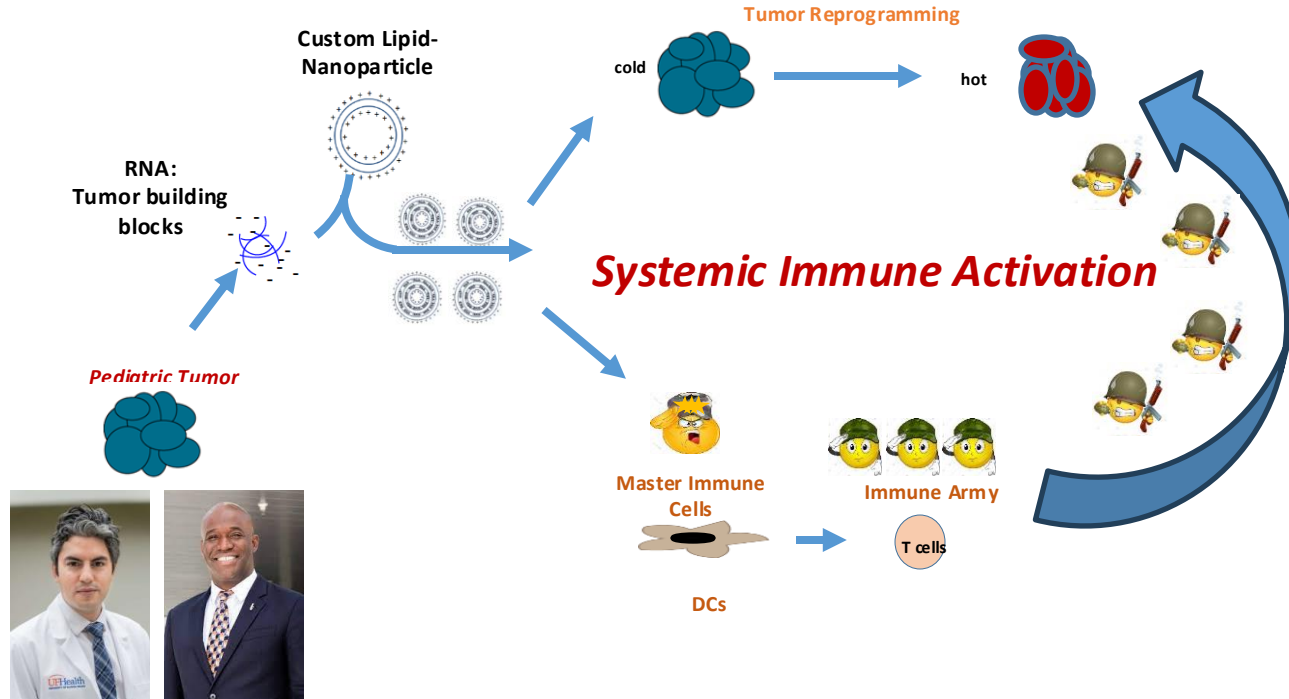 Tumor Reprogramming
Custom Lipid-
Nanoparticle
cold
hot
RNA:
Tumor building
blocks
Systemic Immune Activation
Pediatric Tumor
Master Immune
Cells
Immune Army
T cells
DCs
UFHealth